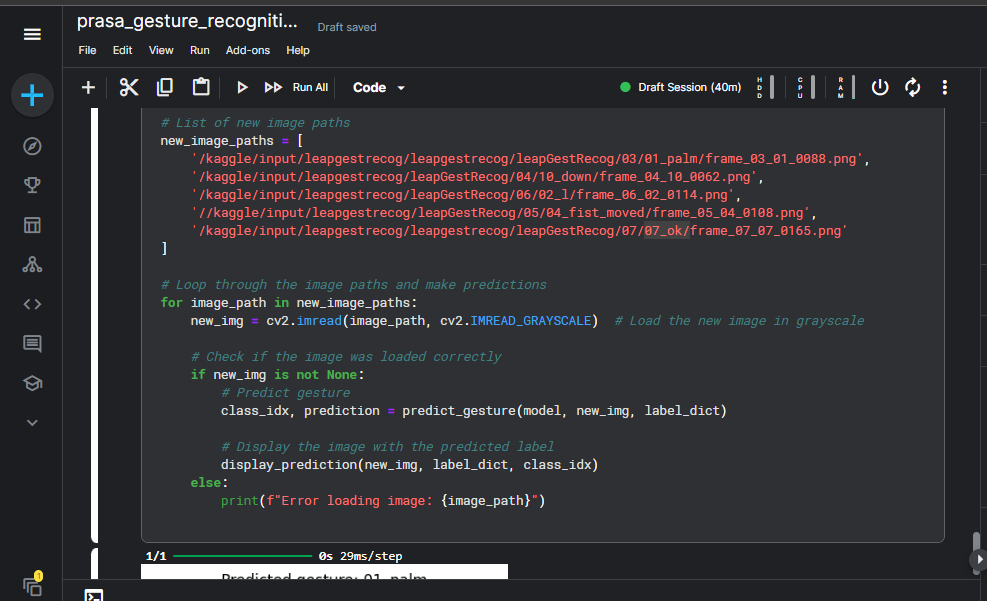 prasa_gesture_recogniti...
Draft saved
File Edit View Run Add-ons Help
Run All Code Draft Session (40m) HDD CPU RAM
# List of new image paths
new_image_paths = [
'/kaggle/input/leapgestrecog/leapgestrecog/leapGestRecog/03/01_palm/frame_03_01_0088.png',
'/kaggle/input/leapgestrecog/leapgestrecog/leapGestRecog/04/10_down/frame_04_10_0062.png',
'/kaggle/input/leapgestrecog/leapgestrecog/leapGestRecog/06/02_l/frame_06_02_0114.png',
'//kaggle/input/leapgestrecog/leapGestRecog/05/04_fist_moved/frame_05_04_0108.png',
'/kaggle/input/leapgestrecog/leapgestrecog/leapGestRecog/07/07_ok/frame_07_07_0165.png'
]
# Loop through the image paths and make predictions
for image_path in new_image_paths:
new_img = cv2.imread(image_path, cv2.IMREAD_GRAYSCALE) # Load the new image in grayscale
# Check if the image was loaded correctly
if new_img is not None:
# Predict gesture
class_idx, prediction = predict_gesture(model, new_img, label_dict)
# Display the image with the predicted label
display_prediction(new_img, label_dict, class_idx)
else:
print(f"Error loading image: {image_path}")
1/1 0s 29ms/step
Predicted gesture: 01_palm
1